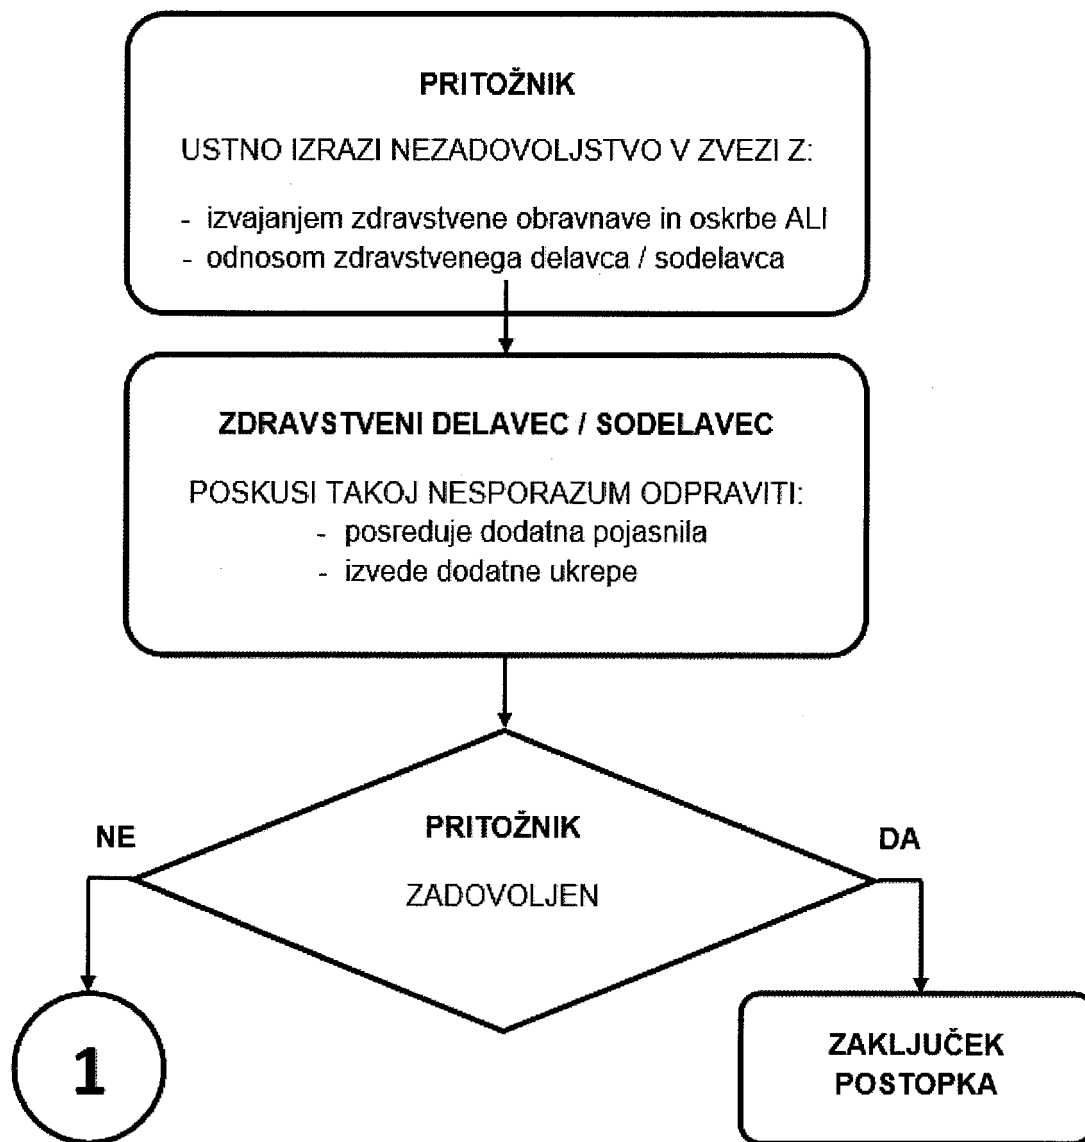 PRITOŽNIK
USTNO IZRAZI NEZADOVOLJSTVO V ZVEZI Z:
- izvajanjem zdravstvene obravnave in oskrbe ALI
- odnosom zdravstvenega delavca / sodelavca
ZDRAVSTVENI DELAVEC / SODELAVEC
POSKUSI TAKOJ NESPORAZUM ODPRAVITI:
- posreduje dodatna pojasnila
- izvede dodatne ukrepe
NE
PRITOŽNIK
DA
ZADOVOLJEN
1
ZAKLJUČEK
POSTOPKA